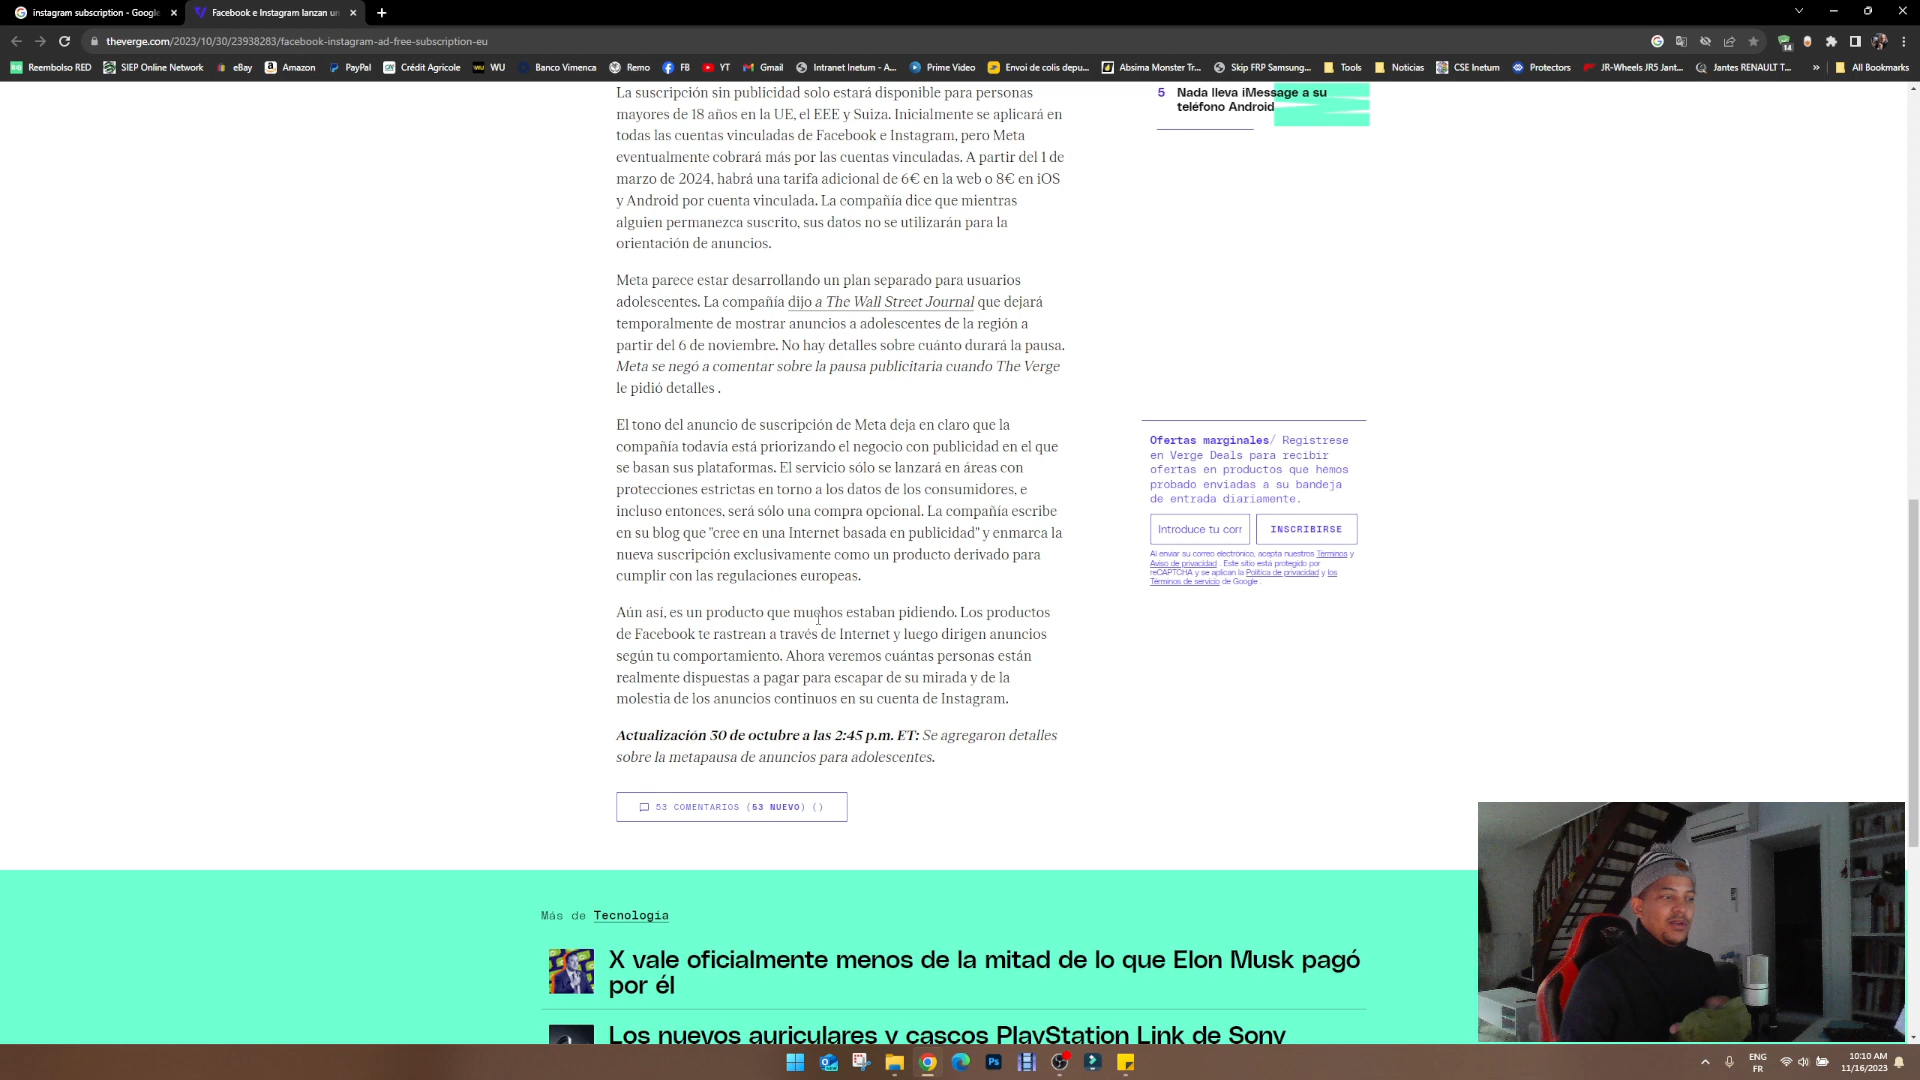 instagram subscription - Google
Facebook e Instagram lanzan un
theverge.com/2023/10/30/23938283/facebook-instagram-ad-free-subscription-eu
14
Reembolso RED
SIEP Online Network
eBay
Amazon
PayPal
Crédit Agricole
WU
WU
Banco Vimenca
Remo
FB
YT
Gmail
Intranet Inetum - A...
Prime Video
Envoi de colis depu...
Absima Monster Tr...
Skip FRP Samsung...
Tools
Noticias
CSE Inetum
Protectors
JR-Wheels JR5 Jant...
Jantes RENAULT T...
»
All Bookmarks
La suscripción sin publicidad solo estará disponible para personas
mayores de 18 años en la UE, el EEE y Suiza. Inicialmente se aplicará en
todas las cuentas vinculadas de Facebook e Instagram, pero Meta
eventualmente cobrará más por las cuentas vinculadas. A partir del 1 de
marzo de 2024, habrá una tarifa adicional de 6€ en la web o 8€ en iOS
y Android por cuenta vinculada. La compañía dice que mientras
alguien permanezca suscrito, sus datos no se utilizarán para la
orientación de anuncios.
Meta parece estar desarrollando un plan separado para usuarios
adolescentes. La compañía dijo a The Wall Street Journal que dejará
temporalmente de mostrar anuncios a adolescentes de la región a
partir del 6 de noviembre. No hay detalles sobre cuánto durará la pausa.
Meta se negó a comentar sobre la pausa publicitaria cuando The Verge
le pidió detalles .
El tono del anuncio de suscripción de Meta deja en claro que la
compañía todavía está priorizando el negocio con publicidad en el que
se basan sus plataformas. El servicio sólo se lanzará en áreas con
protecciones estrictas en torno a los datos de los consumidores, e
incluso entonces, será sólo una compra opcional. La compañía escribe
en su blog que "cree en una Internet basada en publicidad" y enmarca la
nueva suscripción exclusivamente como un producto derivado para
cumplir con las regulaciones europeas.
Aún así, es un producto que muchos estaban pidiendo. Los productos
de Facebook te rastrean a través de Internet y luego dirigen anuncios
según tu comportamiento. Ahora veremos cuántas personas están
realmente dispuestas a pagar para escapar de su mirada y de la
molestia de los anuncios continuos en su cuenta de Instagram.
Actualización 30 de octubre a las 2:45 p.m. ET: Se agregaron detalles
sobre la metapausa de anuncios para adolescentes.
53 COMENTARIOS (53 NUEVO) ()
5 Nada lleva iMessage a su
teléfono Android
Ofertas marginales/ Regístrese
en Verge Deals para recibir
ofertas en productos que hemos
probado enviadas a su bandeja
de entrada diariamente.
Introduce tu corr
INSCRIBIRSE
Al enviar su correo electrónico, acepta nuestros Términos y
Aviso de privacidad . Este sitio está protegido por
reCAPTCHA y se aplican la Política de privacidad y los
Términos de servicio de Google .
Más de Tecnología
X vale oficialmente menos de la mitad de lo que Elon Musk pagó
por él
Los nuevos auriculares y cascos PlayStation Link de Sony
NEW
Ps
ENG
FR
10:10 AM
11/16/2023